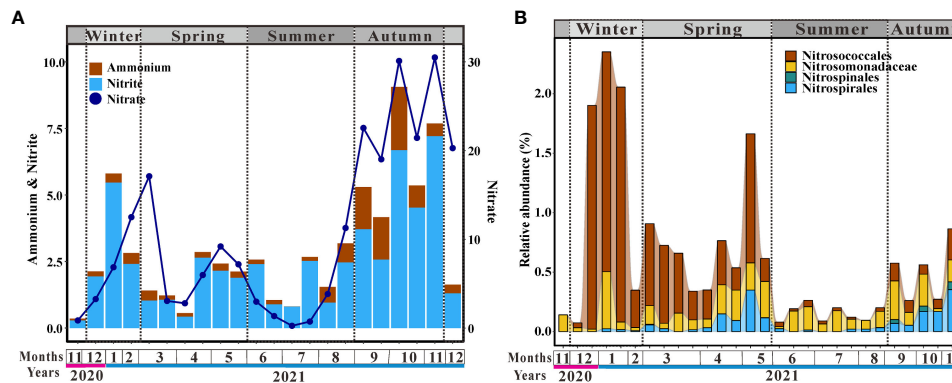 A
Winter Spring Summer Autumn
Ammonium
Nitrite
Nitrate
Ammonium & Nitrite
10.0
7.5
5.0
2.5
0.0
Nitrate
30
20
10
0
Months 11 12 1 2 3 4 5 6 7 8 9 10 11 12
Years 2020 2021
B
Winter Spring Summer Autum
Nitrosococcales
Nitrosomonadaceae
Nitrospinales
Nitrospirales
Relative abundance (%)
2.0
1.5
1.0
0.5
0.0
Months 11 12 1 2 3 4 5 6 7 8 9 10 1
Years 2020 2021